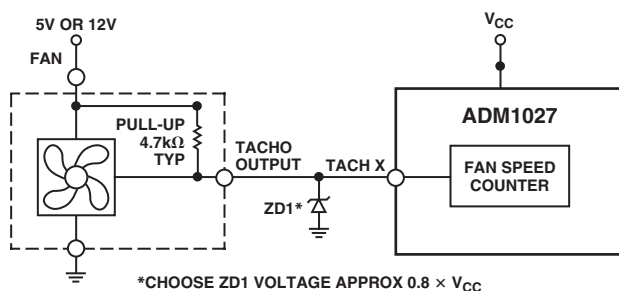 5V OR 12V
FAN
PULL-UP
4.7kΩ
TYP
TACHO
OUTPUT
TACH X
ZD1*
VCC
ADM1027
FAN SPEED
COUNTER
*CHOOSE ZD1 VOLTAGE APPROX 0.8 × VCC